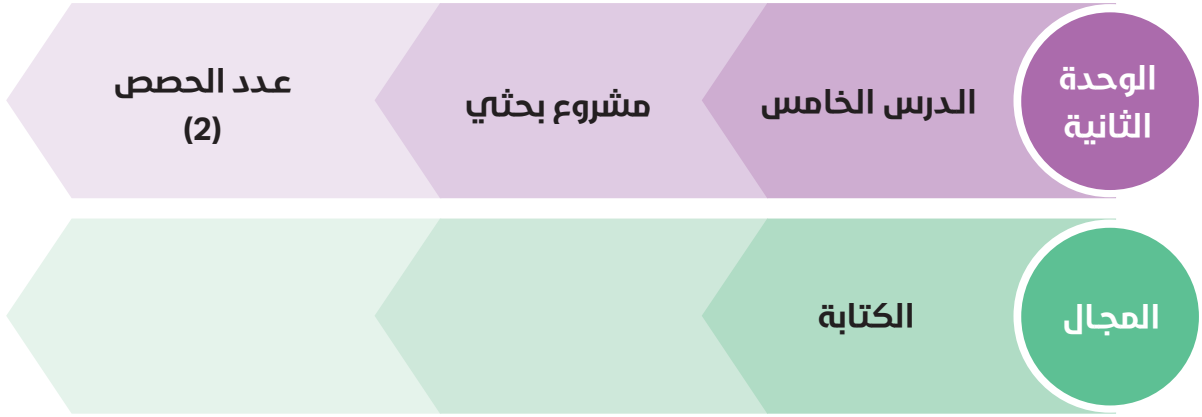 الوحدة
الثانية
الدرس الخامس
مشروع بحثي
عدد الحصص
(2)
المجال
الكتابة